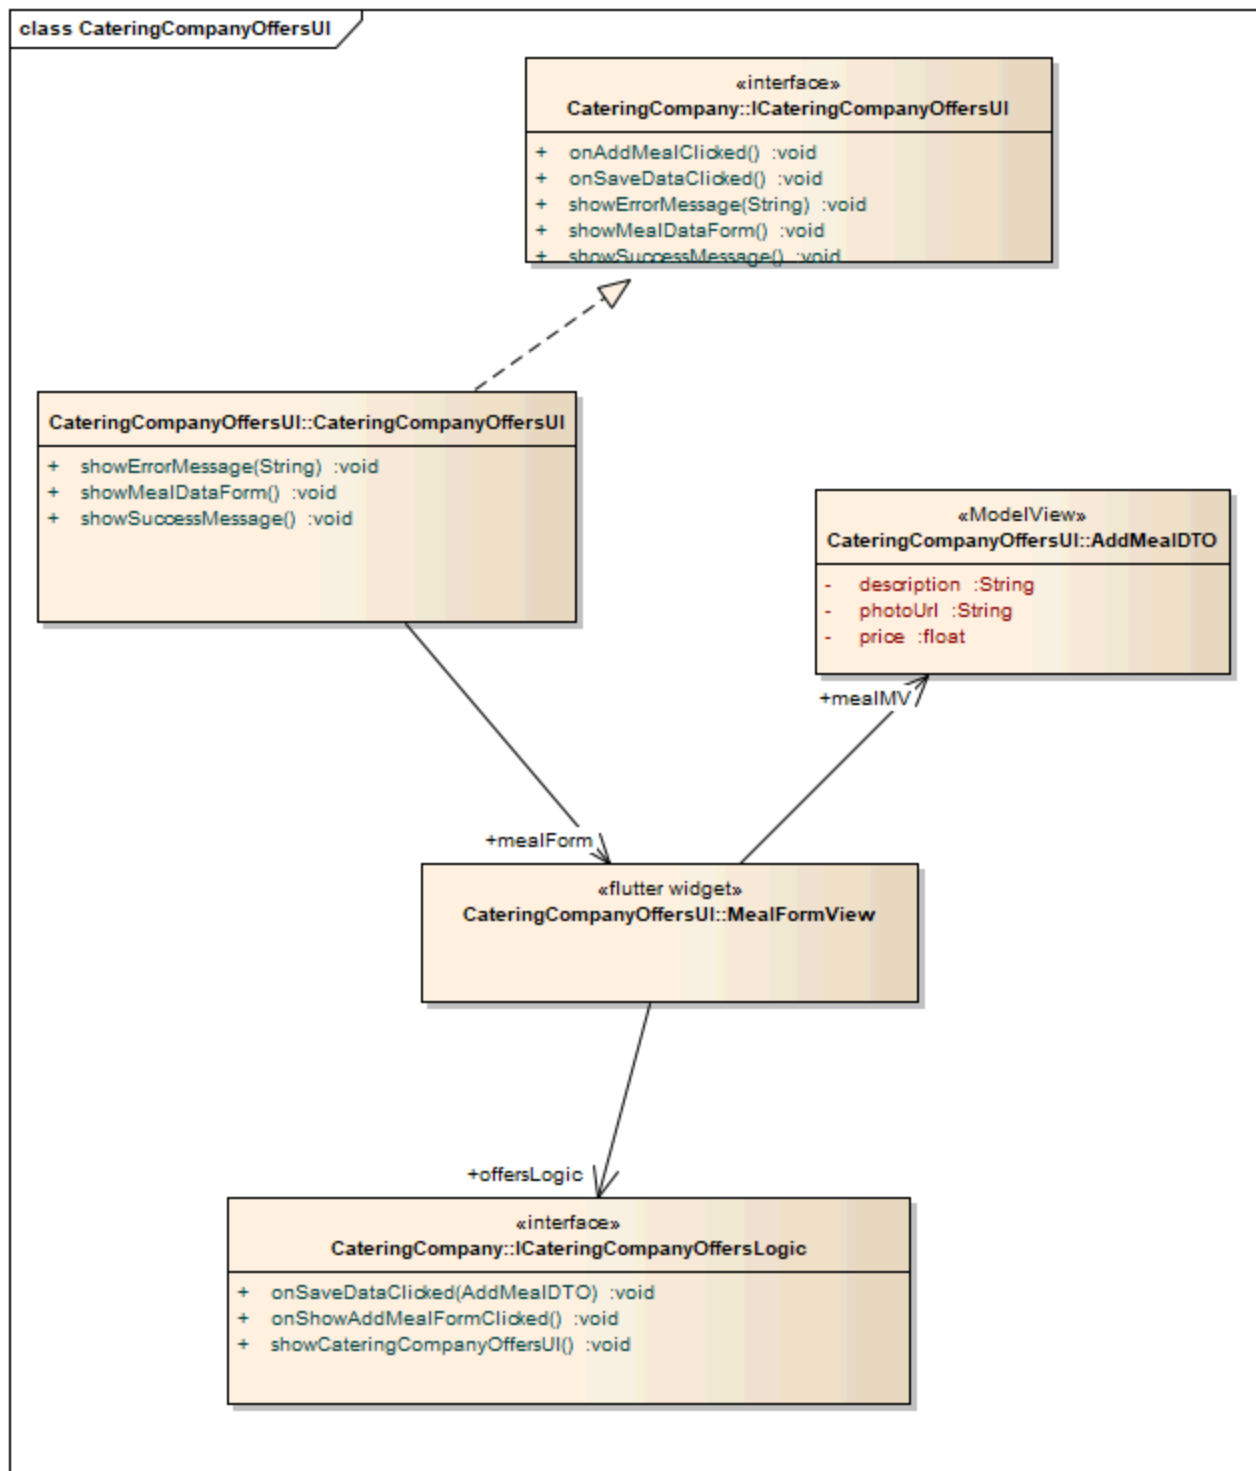 class CateringCompanyOffersUI
«interface»
CateringCompany::ICateringCompanyOffersUI
+ onAddMealClicked() :void
+ onSaveDataClicked() :void
+ showErrorMessage(String) :void
+ showMealDataForm() :void
+ showSuccessMessage() :void
CateringCompanyOffersUI::CateringCompanyOffersUI
+ showErrorMessage(String) :void
+ showMealDataForm() :void
+ showSuccessMessage() :void
«ModelView»
CateringCompanyOffersUI::AddMealDTO
- description :String
- photoUrl :String
- price :float
+mealMV
+mealForm
«flutter widget»
CateringCompanyOffersUI::MealFormView
+offersLogic
«interface»
CateringCompany::ICateringCompanyOffersLogic
+ onSaveDataClicked(AddMealDTO) :void
+ onShowAddMealFormClicked() :void
+ showCateringCompanyOffersUI() :void